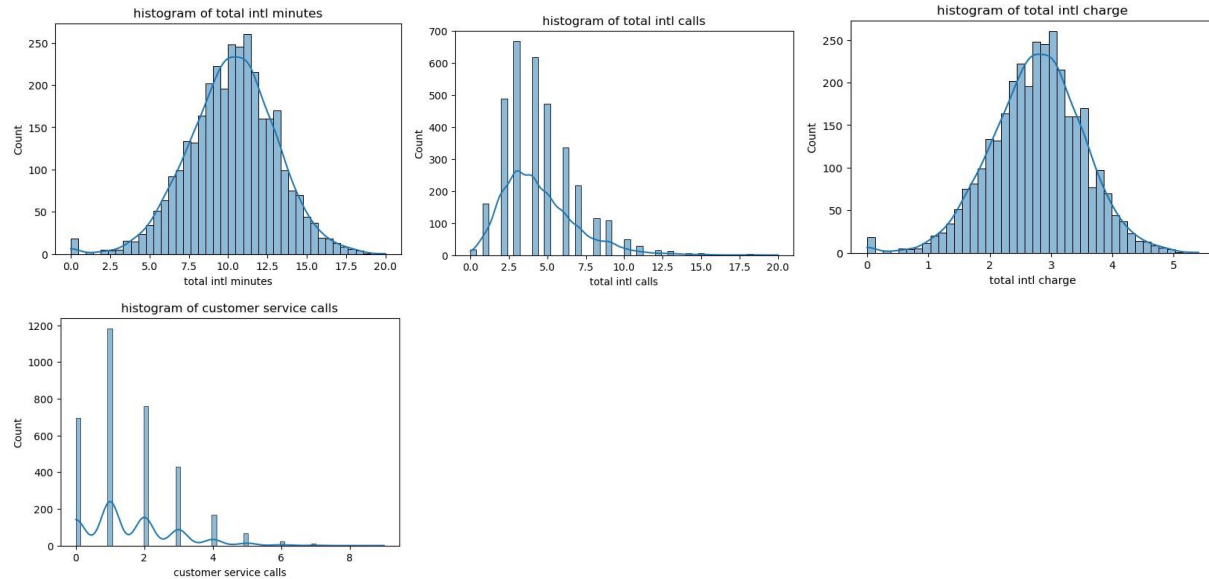 histogram of total intl minutes
250
200
150
100
50
0
Count
0.0 2.5 5.0 7.5 10.0 12.5 15.0 17.5 20.0
total intl minutes
histogram of total intl calls
700
600
500
400
300
200
100
0
Count
0.0 2.5 5.0 7.5 10.0 12.5 15.0 17.5 20.0
total intl calls
histogram of total intl charge
250
200
150
100
50
0
Count
0 1 2 3 4 5
total intl charge
histogram of customer service calls
1200
1000
800
600
400
200
0
Count
0 2 4 6 8
customer service calls